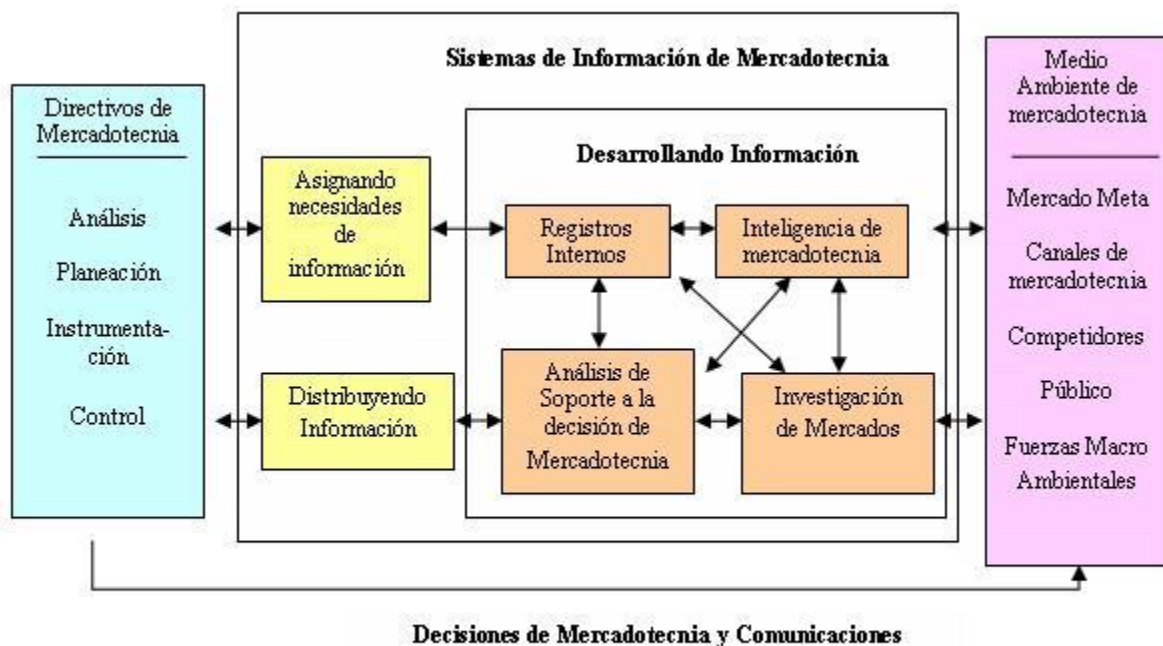 Sistemas de Información de Mercadotecnia
Directivos de
Mercadotecnia
Análisis
Planeación
Instrumenta-
ción
Control
Asignando
necesidades
de
información
Distribuyendo
Información
Desarrollando Información
Registros
Internos
Inteligencia de
mercadotecnia
Análisis de
Soporte a la
decisión de
Mercadotecnia
Investigación
de Mercados
Medio
Ambiente de
mercadotecnia
Mercado Meta
Canales de
mercadotecnia
Competidores
Público
Fuerzas Macro
Ambientales
Decisiones de Mercadotecnia y Comunicaciones